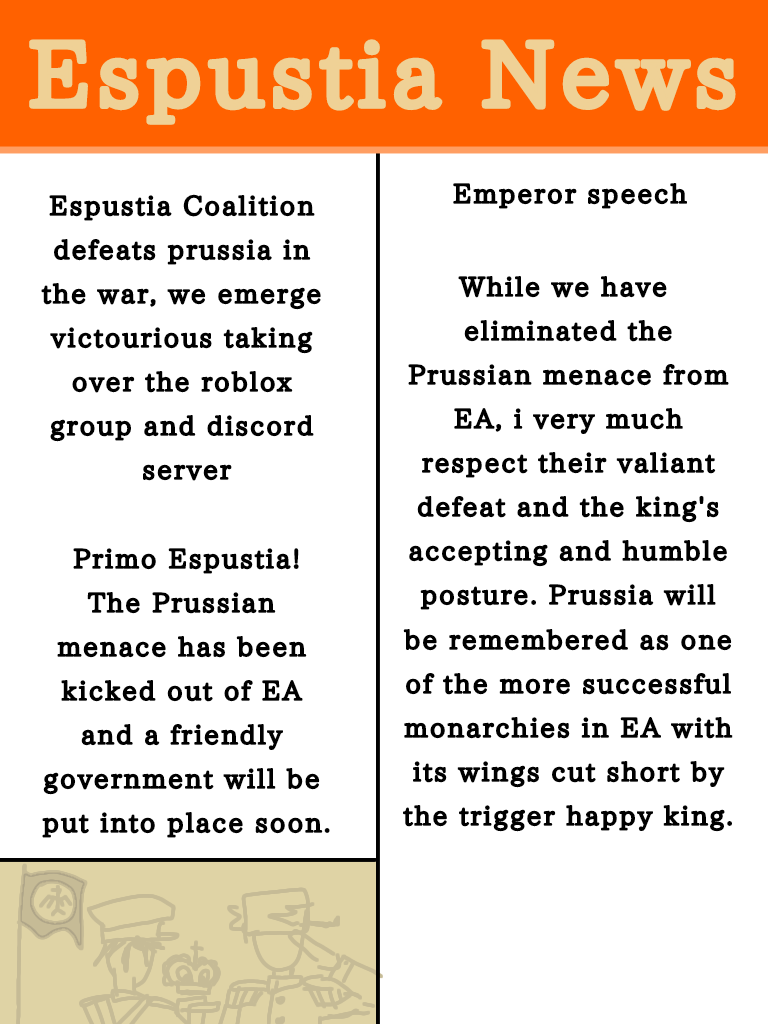 Espustia News
Espustia Coalition
defeats prussia in
the war, we emerge
victourious taking
over the roblox
group and discord
server
Primo Espustia!
The Prussian
menace has been
kicked out of EA
and a friendly
government will be
put into place soon.
Emperor speech
While we have
eliminated the
Prussian menace from
EA, i very much
respect their valiant
defeat and the king's
accepting and humble
posture. Prussia will
be remembered as one
of the more successful
monarchies in EA with
its wings cut short by
the trigger happy king.